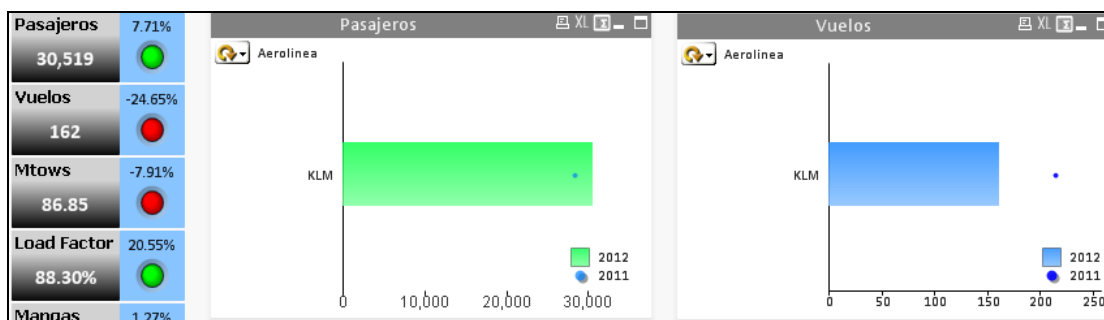 Pasajeros 7.71%
30,519
Vuelos -24.65%
162
Mtows -7.91%
86.85
Load Factor 20.55%
88.30%
Mangas 1.27%
Pasajeros XL
Aerolinea
KLM
2012
2011
0 10,000 20,000 30,000
Vuelos XL
Aerolinea
KLM
2012
2011
0 50 100 150 200 250